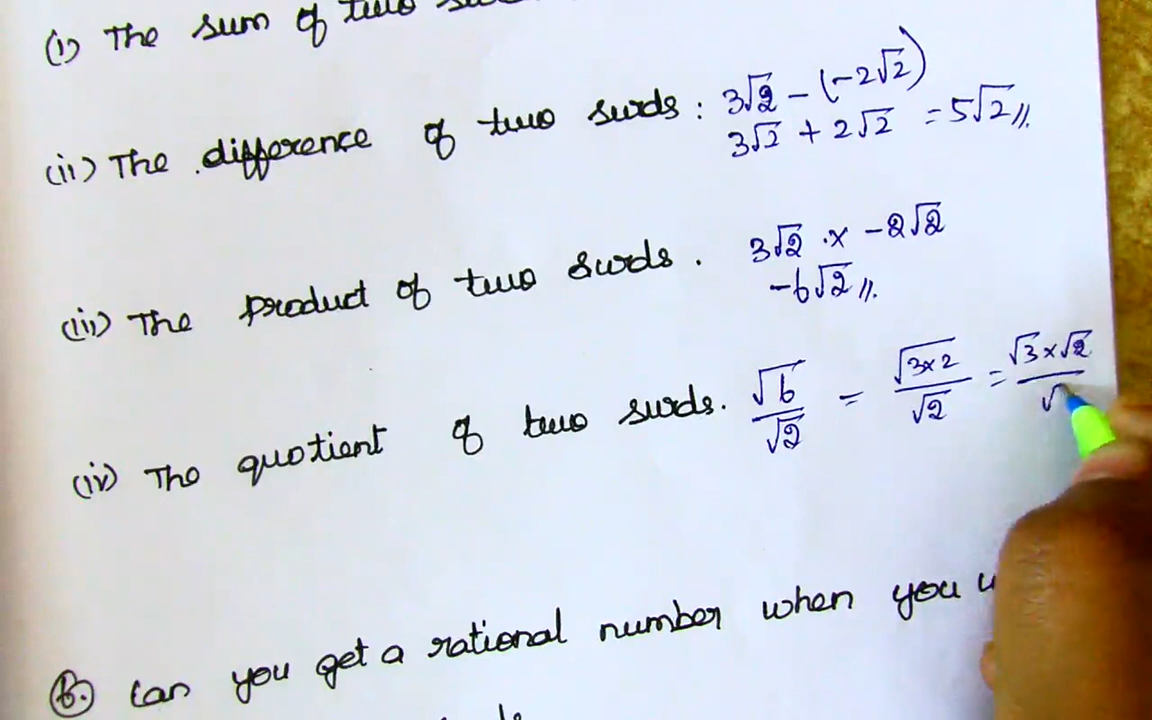 (i) The sum of two
(ii) The difference of two surds : 3√2 - (-2√2)
3√2 + 2√2 = 5√2 //.
(iii) The product of two surds . 3√2 × -2√2
-6√2 //.
(iv) The quotient of two surds. √6/√2 = √3×2/√2 = √3×√2/√
6. Can you get a rational number when you